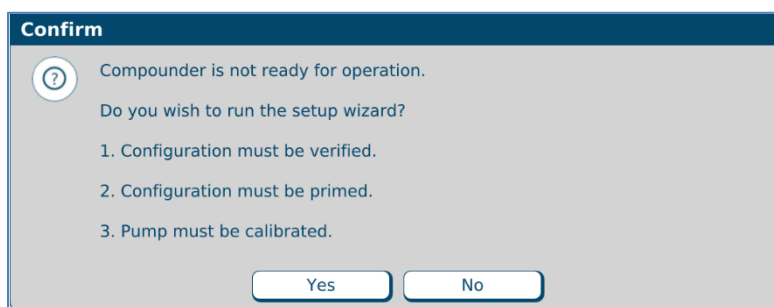 Confirm
?
Compounder is not ready for operation.
Do you wish to run the setup wizard?
1. Configuration must be verified.
2. Configuration must be primed.
3. Pump must be calibrated.
Yes No